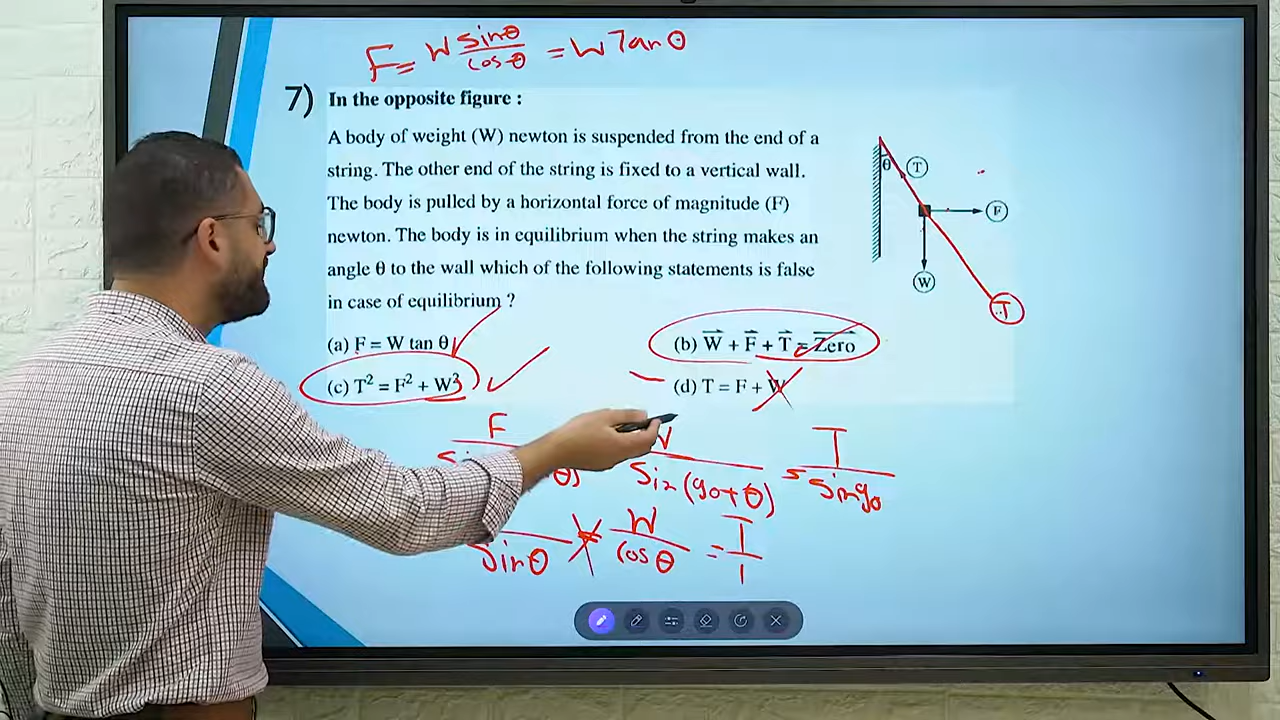 F = W sinθ/cosθ = W Tanθ
7) In the opposite figure :
A body of weight (W) newton is suspended from the end of a
string. The other end of the string is fixed to a vertical wall.
The body is pulled by a horizontal force of magnitude (F)
newton. The body is in equilibrium when the string makes an
angle θ to the wall which of the following statements is false
in case of equilibrium ?
(a) F = W tan θ
(b) W + F + T = Zero
(c) T² = F² + W²
(d) T = F + W
θ
T
F
W
T
F
θ)
sin(90+θ)
T
= sin90
sinθ = W/cosθ = T/1